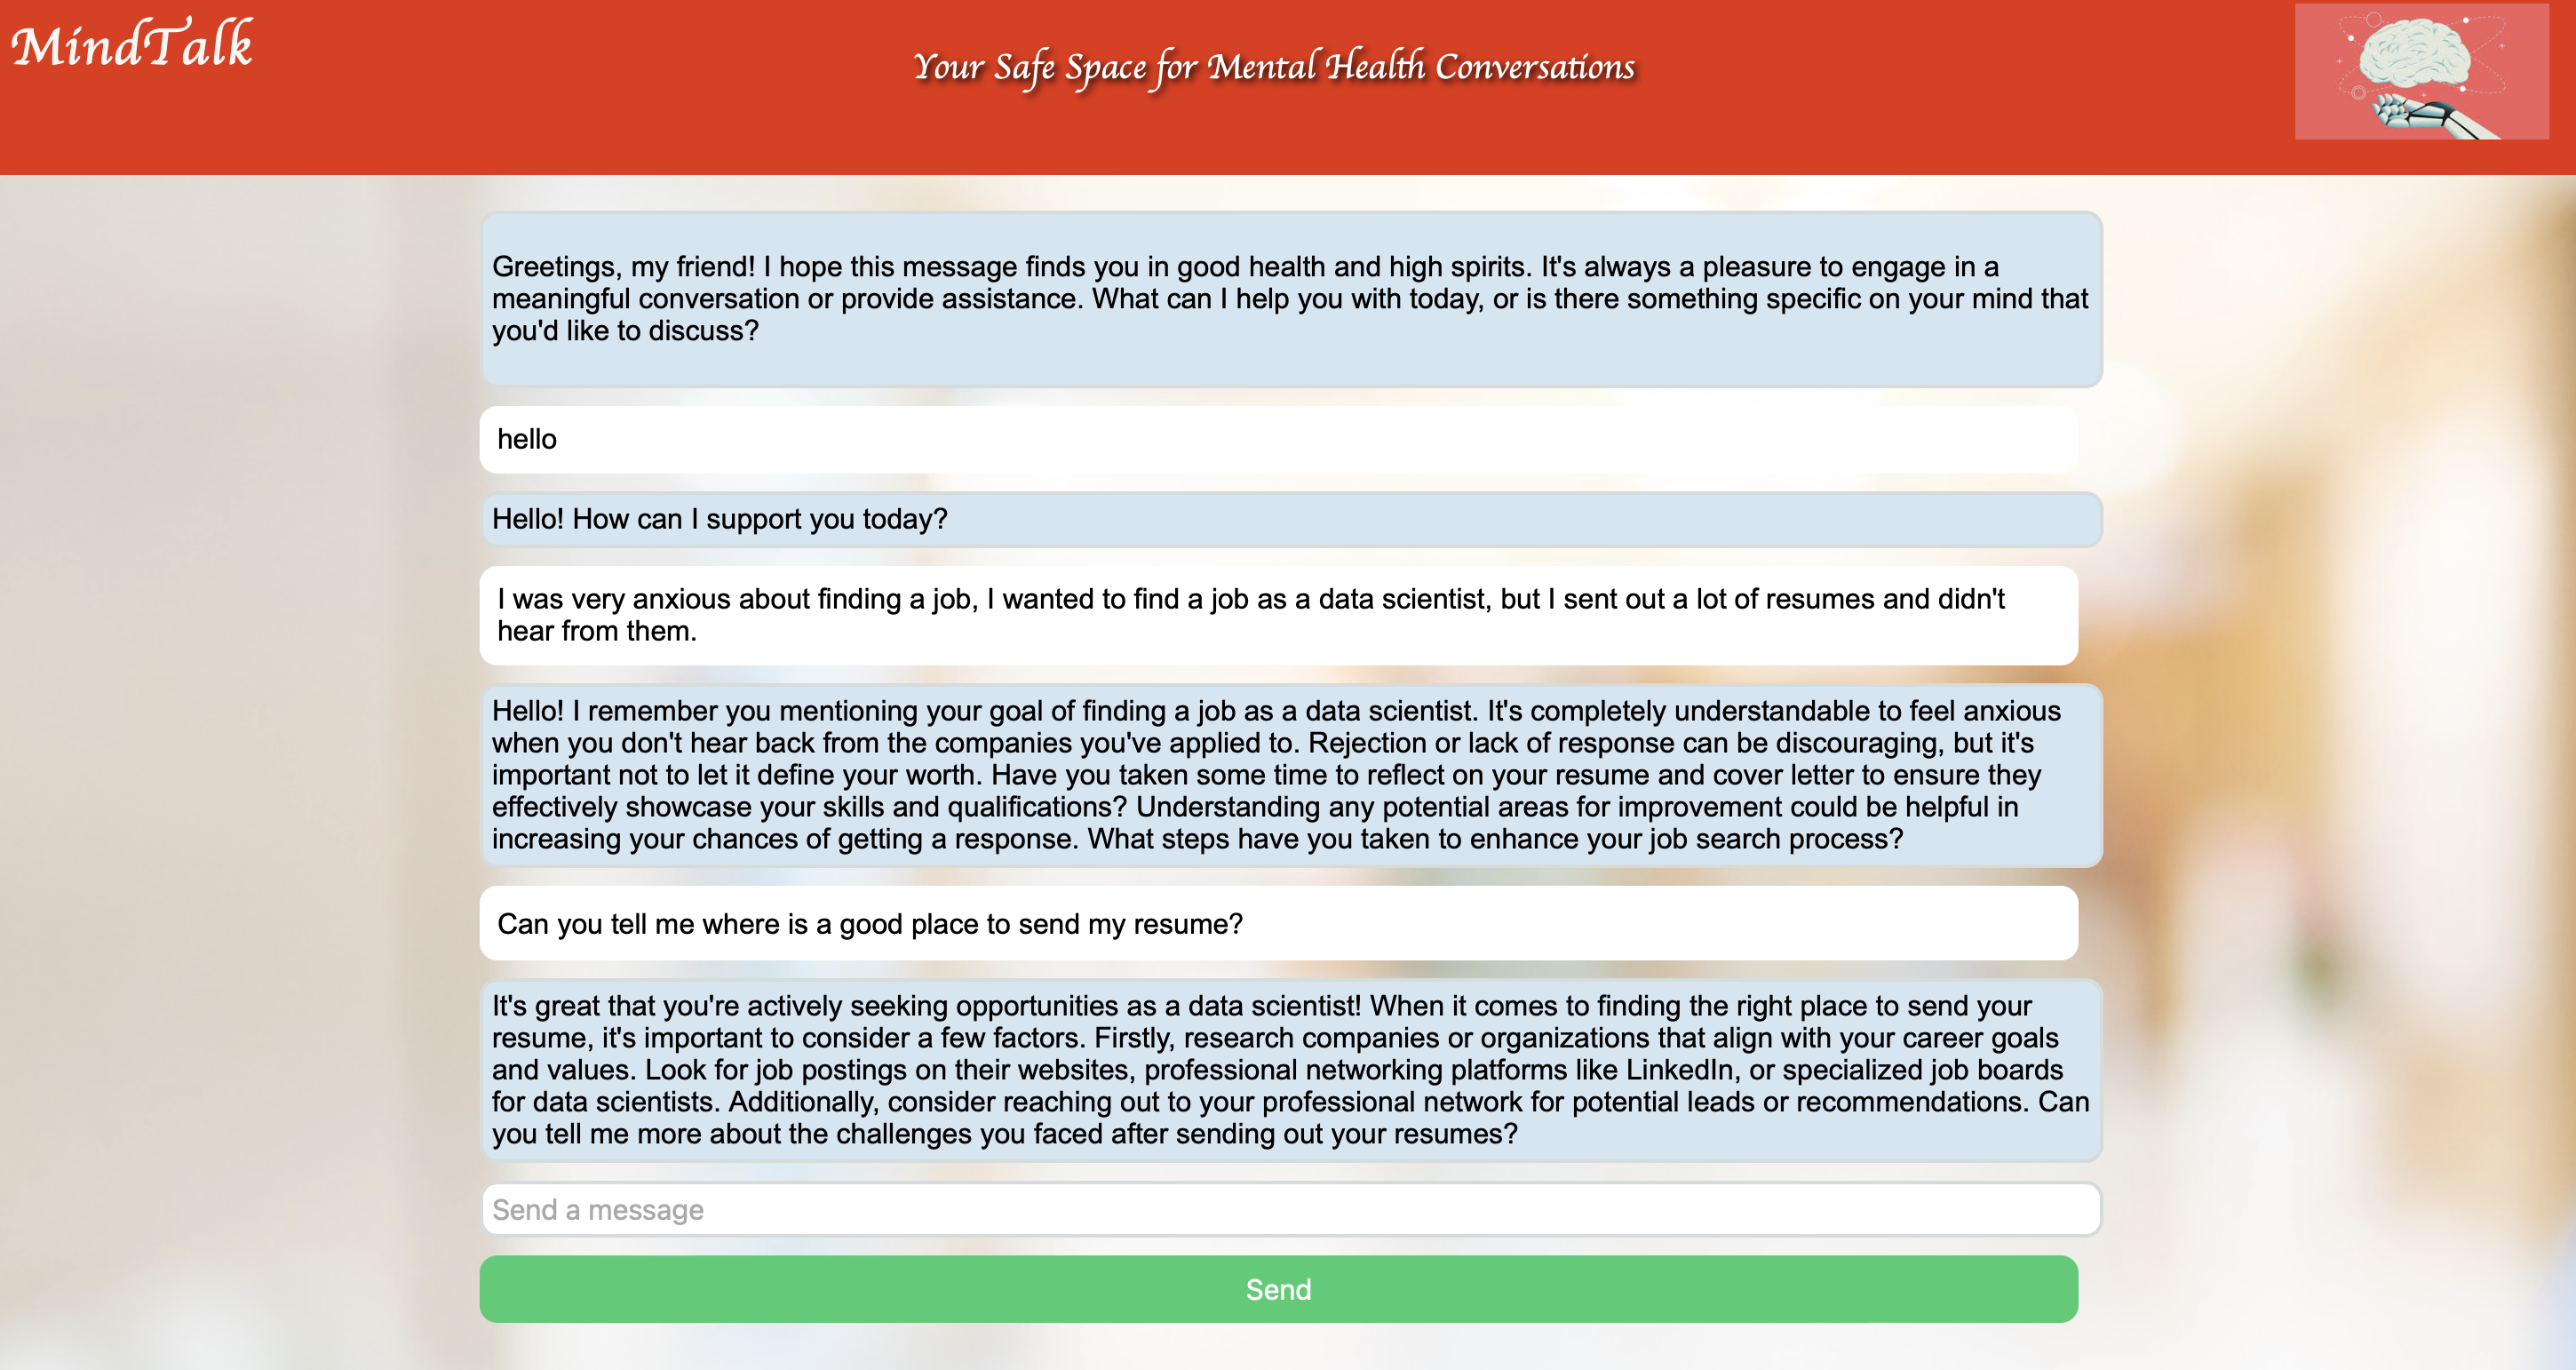 MindTalk
Your Safe Space for Mental Health Conversations
Greetings, my friend! I hope this message finds you in good health and high spirits. It's always a pleasure to engage in a
meaningful conversation or provide assistance. What can I help you with today, or is there something specific on your mind that
you'd like to discuss?
hello
Hello! How can I support you today?
I was very anxious about finding a job, I wanted to find a job as a data scientist, but I sent out a lot of resumes and didn't
hear from them.
Hello! I remember you mentioning your goal of finding a job as a data scientist. It's completely understandable to feel anxious
when you don't hear back from the companies you've applied to. Rejection or lack of response can be discouraging, but it's
important not to let it define your worth. Have you taken some time to reflect on your resume and cover letter to ensure they
effectively showcase your skills and qualifications? Understanding any potential areas for improvement could be helpful in
increasing your chances of getting a response. What steps have you taken to enhance your job search process?
Can you tell me where is a good place to send my resume?
It's great that you're actively seeking opportunities as a data scientist! When it comes to finding the right place to send your
resume, it's important to consider a few factors. Firstly, research companies or organizations that align with your career goals
and values. Look for job postings on their websites, professional networking platforms like LinkedIn, or specialized job boards
for data scientists. Additionally, consider reaching out to your professional network for potential leads or recommendations. Can
you tell me more about the challenges you faced after sending out your resumes?
Send a message
Send